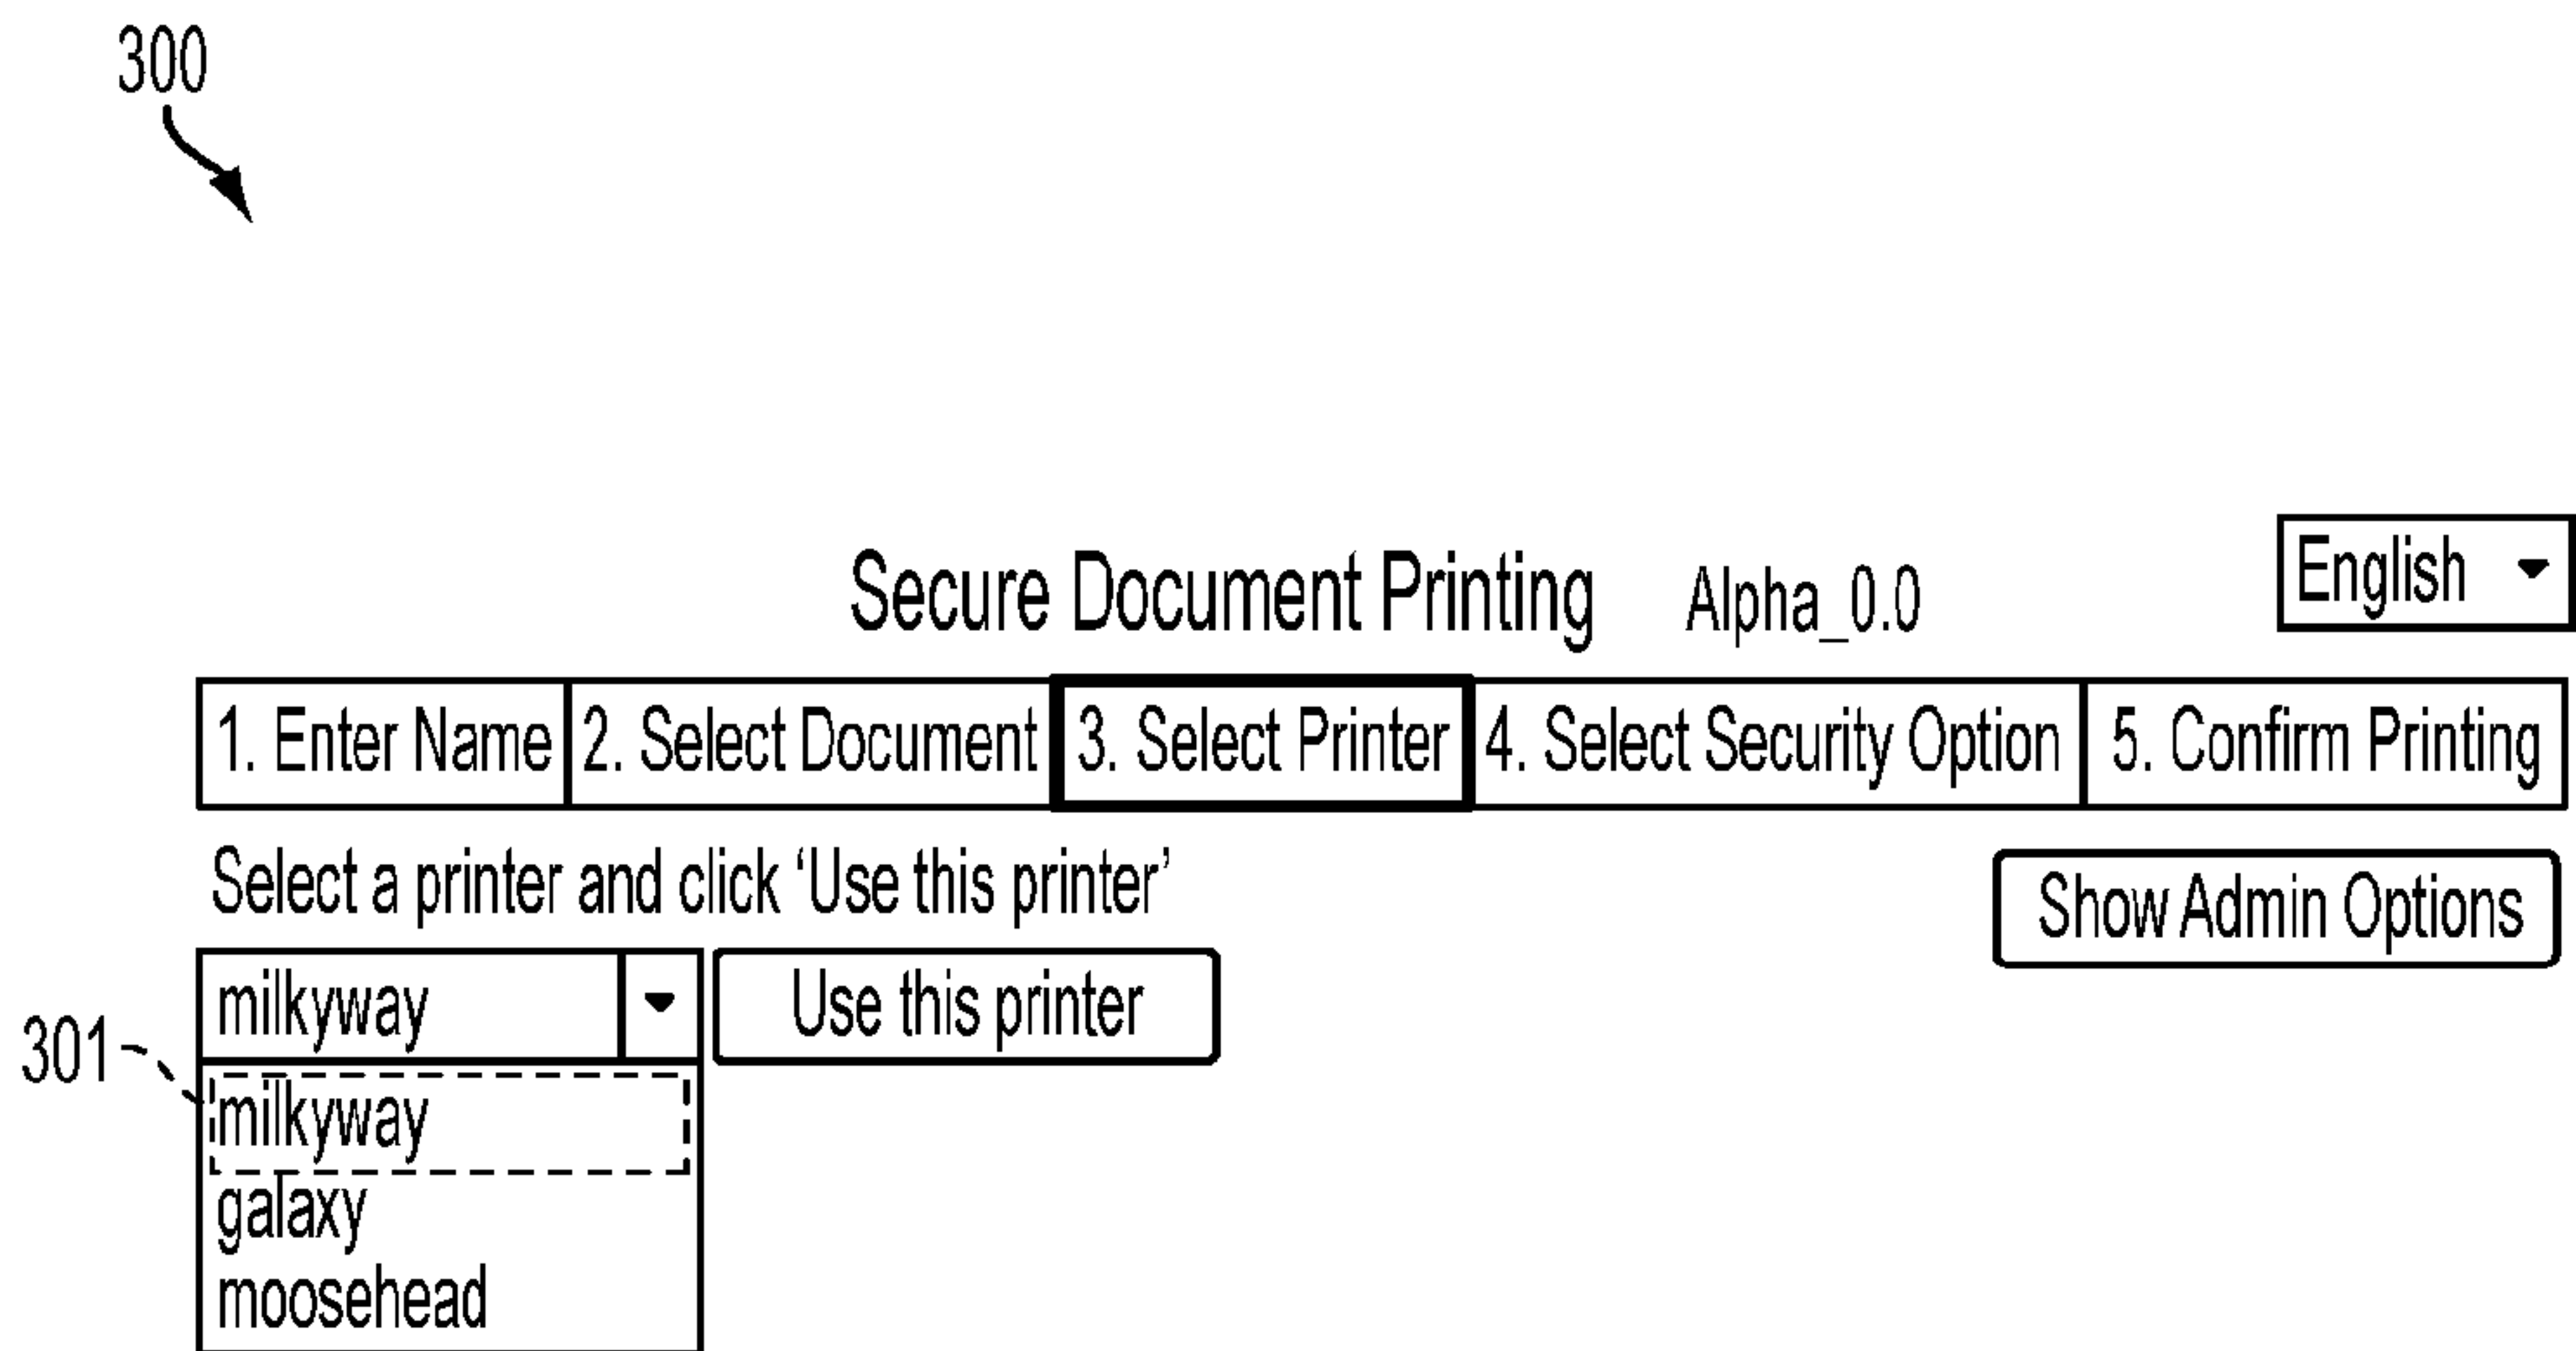 300
Secure Document Printing Alpha_0.0 English
1. Enter Name 2. Select Document 3. Select Printer 4. Select Security Option 5. Confirm Printing
Select a printer and click ‘Use this printer’ Show Admin Options
milkyway Use this printer
301
milkyway
galaxy
moosehead